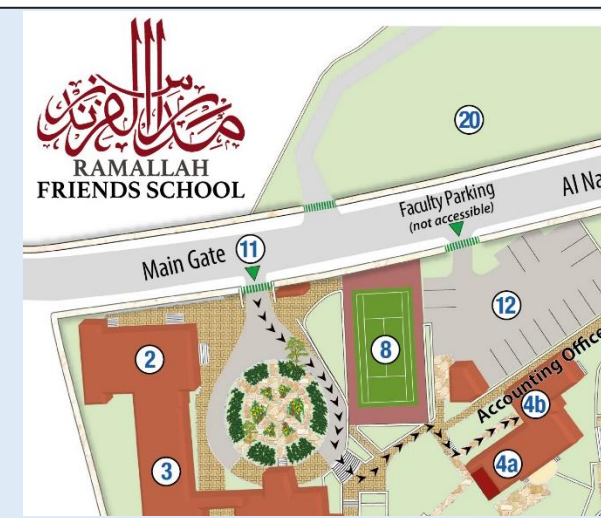 مدارس الفرندز
RAMALLAH
FRIENDS SCHOOL
20
Faculty Parking
(not accessible)
Al Na
Main Gate 11
12
2
8
Accounting Office
4b
3
4a